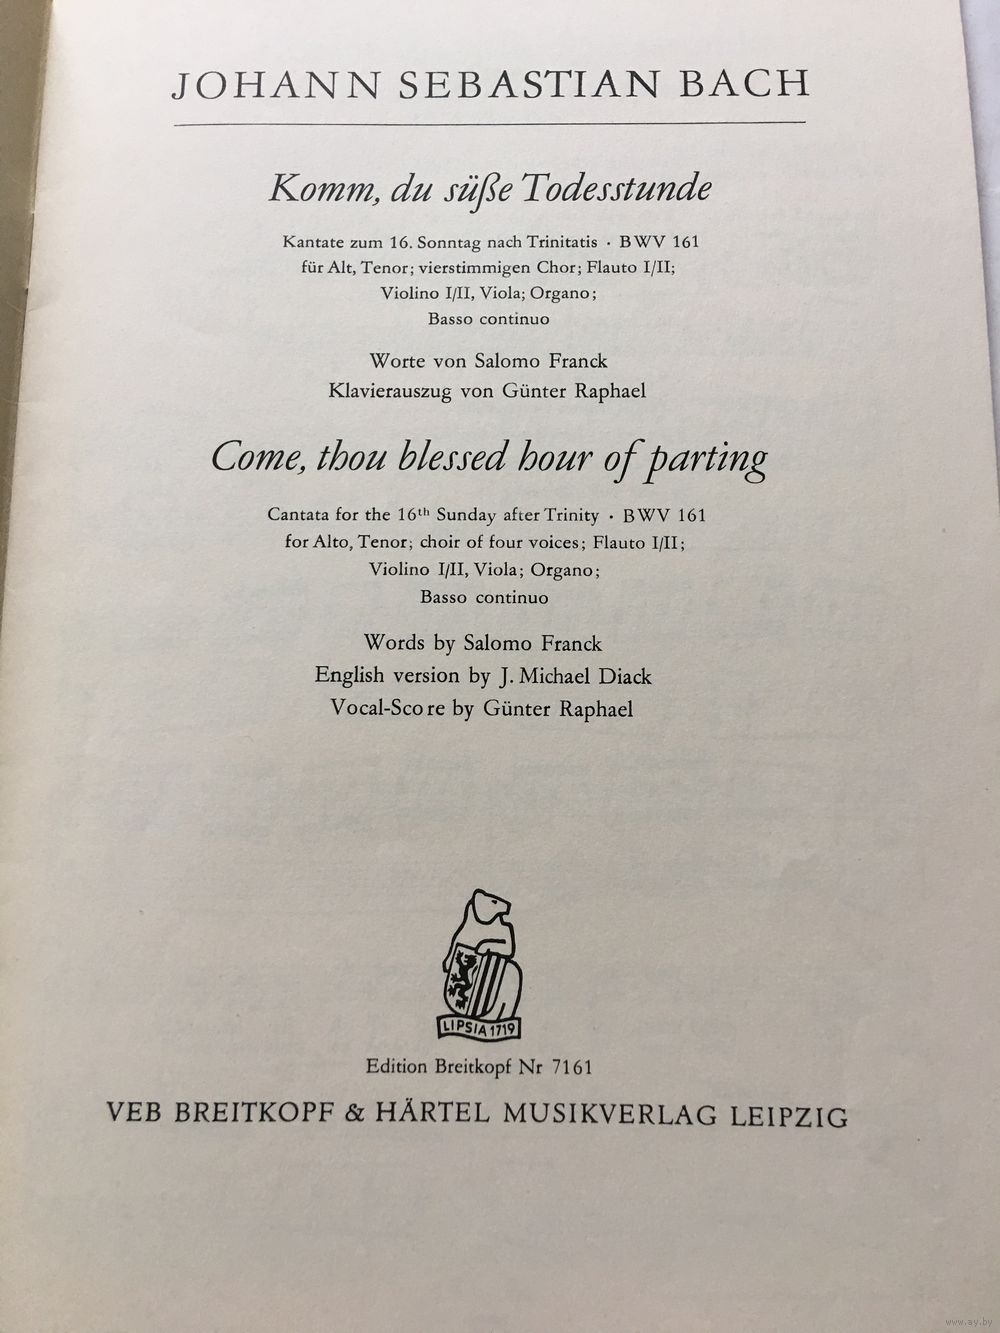 JOHANN SEBASTIAN BACH
Komm, du süße Todesstunde
Kantate zum 16. Sonntag nach Trinitatis · BWV 161
für Alt, Tenor; vierstimmigen Chor; Flauto I/II;
Violino I/II, Viola; Organo;
Basso continuo
Worte von Salomo Franck
Klavierauszug von Günter Raphael
Come, thou blessed hour of parting
Cantata for the 16th Sunday after Trinity · BWV 161
for Alto, Tenor; choir of four voices; Flauto I/II;
Violino I/II, Viola; Organo;
Basso continuo
Words by Salomo Franck
English version by J. Michael Diack
Vocal-Score by Günter Raphael
LIPSIA 1719
Edition Breitkopf Nr 7161
VEB BREITKOPF & HÄRTEL MUSIKVERLAG LEIPZIG
www.ay.by